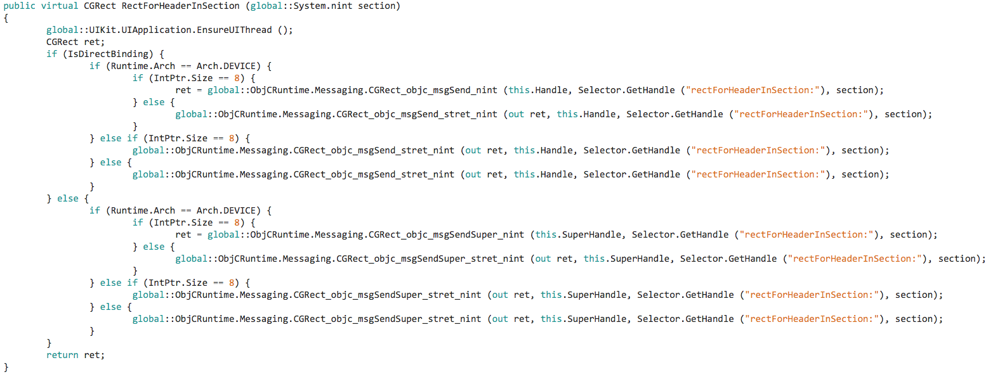 public virtual CGRect RectForHeaderInSection (global::System.nint section)
{
        global::UIKit.UIApplication.EnsureUIThread ();
        CGRect ret;
        if (IsDirectBinding) {
                if (Runtime.Arch == Arch.DEVICE) {
                        if (IntPtr.Size == 8) {
                                ret = global::ObjCRuntime.Messaging.CGRect_objc_msgSend_nint (this.Handle, Selector.GetHandle ("rectForHeaderInSection:"), section);
                        } else {
                                global::ObjCRuntime.Messaging.CGRect_objc_msgSend_stret_nint (out ret, this.Handle, Selector.GetHandle ("rectForHeaderInSection:"), section);
                        }
                } else if (IntPtr.Size == 8) {
                        global::ObjCRuntime.Messaging.CGRect_objc_msgSend_stret_nint (out ret, this.Handle, Selector.GetHandle ("rectForHeaderInSection:"), section);
                } else {
                        global::ObjCRuntime.Messaging.CGRect_objc_msgSend_stret_nint (out ret, this.Handle, Selector.GetHandle ("rectForHeaderInSection:"), section);
                }
        } else {
                if (Runtime.Arch == Arch.DEVICE) {
                        if (IntPtr.Size == 8) {
                                ret = global::ObjCRuntime.Messaging.CGRect_objc_msgSendSuper_nint (this.SuperHandle, Selector.GetHandle ("rectForHeaderInSection:"), section);
                        } else {
                                global::ObjCRuntime.Messaging.CGRect_objc_msgSendSuper_stret_nint (out ret, this.SuperHandle, Selector.GetHandle ("rectForHeaderInSection:"), section);
                        }
                } else if (IntPtr.Size == 8) {
                        global::ObjCRuntime.Messaging.CGRect_objc_msgSendSuper_stret_nint (out ret, this.SuperHandle, Selector.GetHandle ("rectForHeaderInSection:"), section);
                } else {
                        global::ObjCRuntime.Messaging.CGRect_objc_msgSendSuper_stret_nint (out ret, this.SuperHandle, Selector.GetHandle ("rectForHeaderInSection:"), section);
                }
        }
        return ret;
}